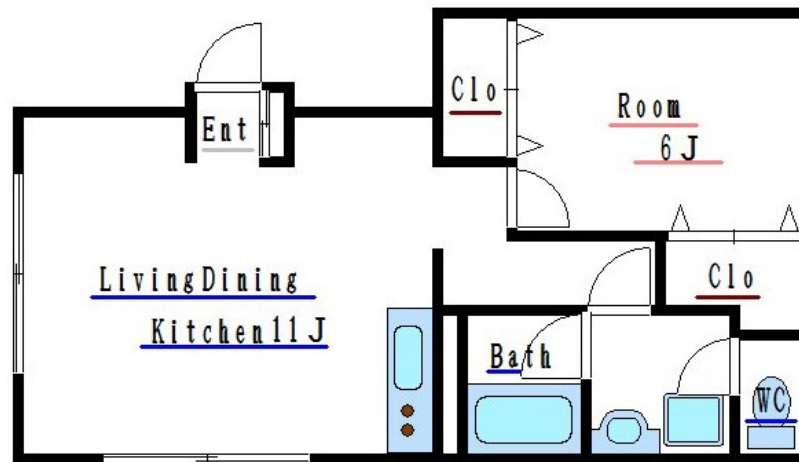 Clo
Room
6J
Ent
LivingDining
Kitchen11J
Clo
Bath
WC